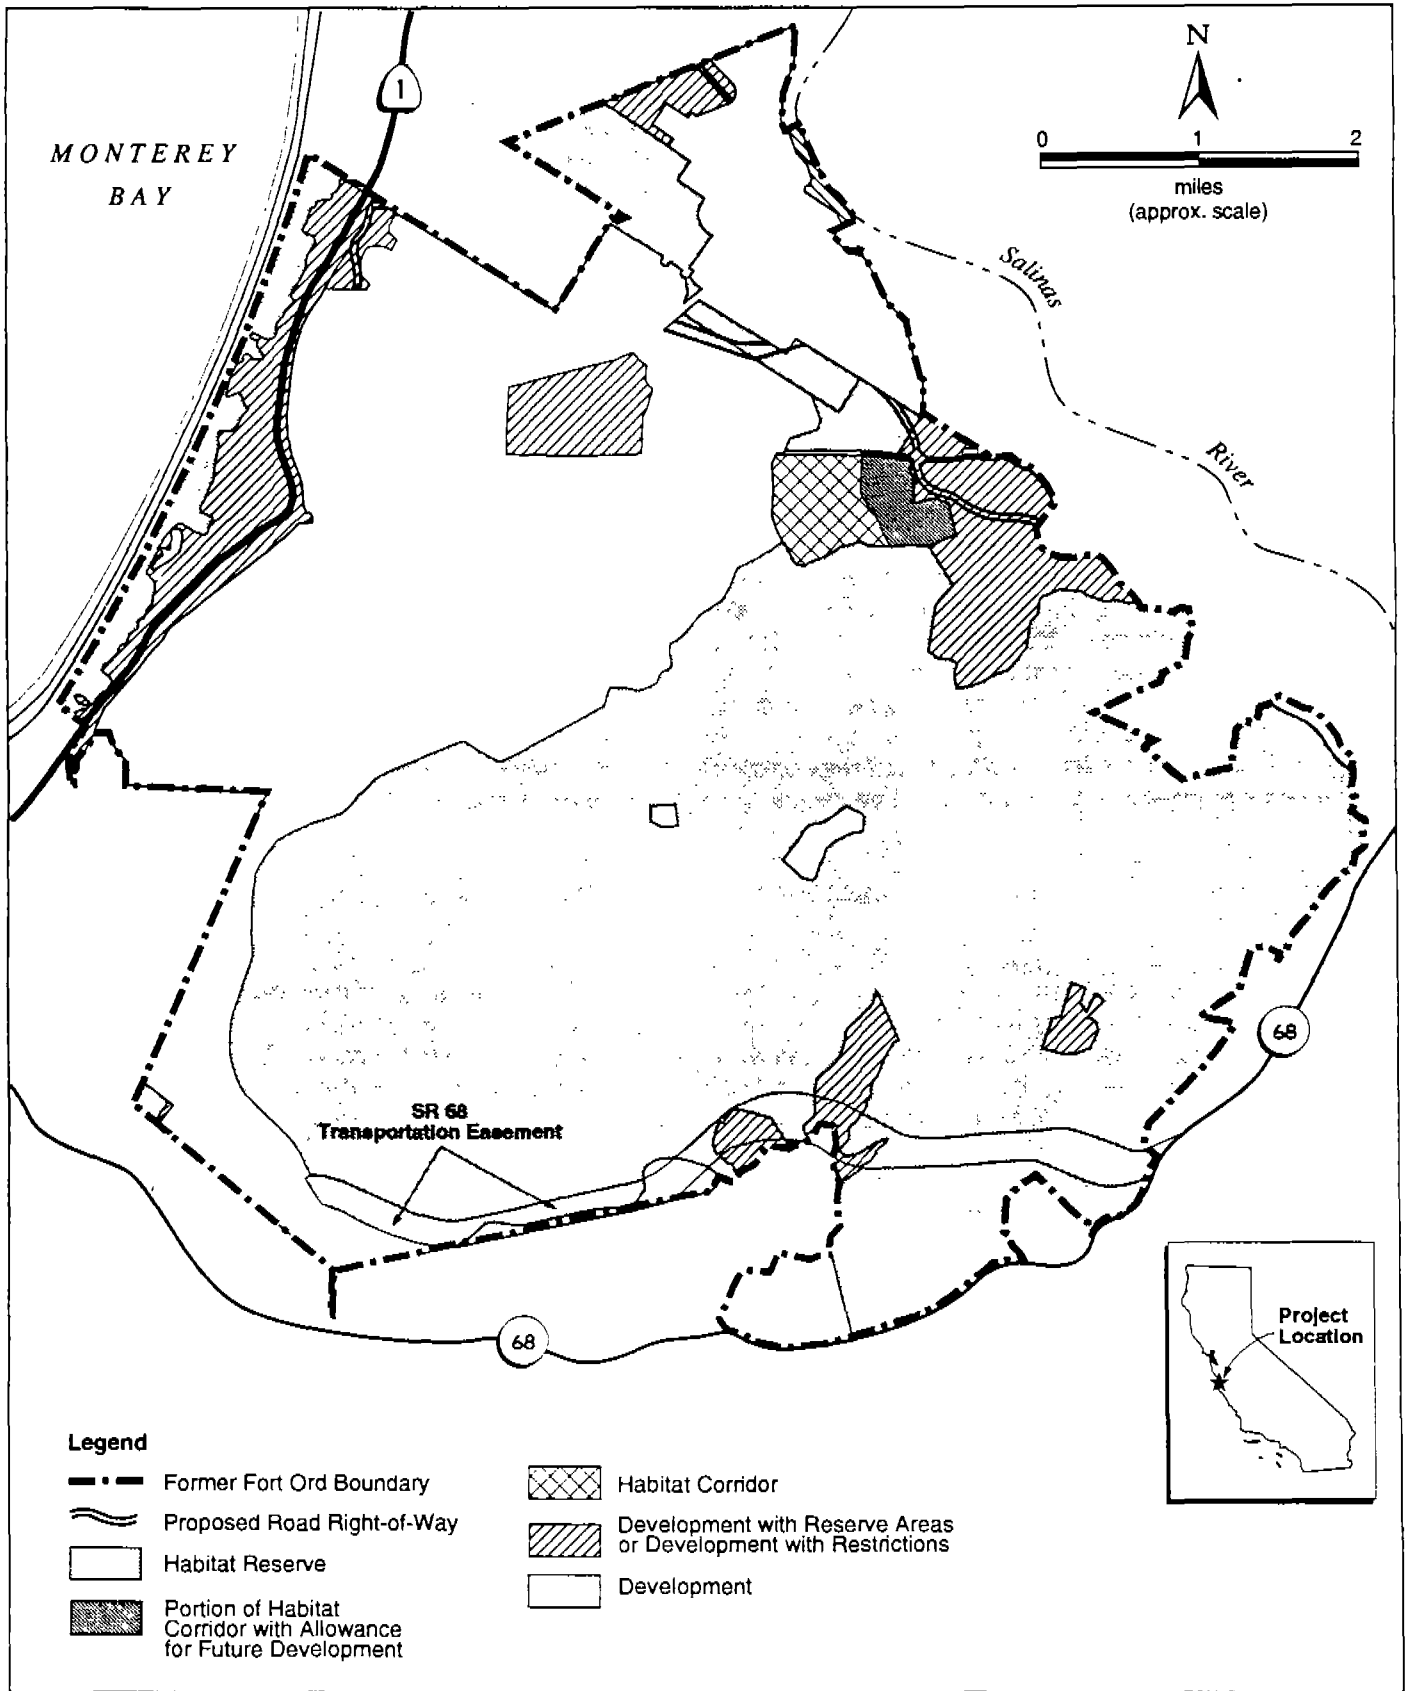 N
1
MONTEREY
BAY
0 1 2
miles
(approx. scale)
Salinas
River
68
SR 68
Transportation Easement
68
Project
Location
Legend
Former Fort Ord Boundary
Proposed Road Right-of-Way
Habitat Reserve
Portion of Habitat
Corridor with Allowance
for Future Development
Habitat Corridor
Development with Reserve Areas
or Development with Restrictions
Development